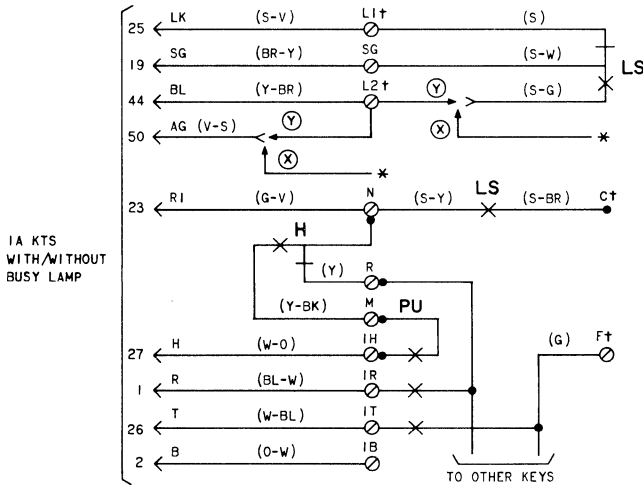 25 LK (S-V) L1† (S)
19 SG (BR-Y) SG (S-W) LS
44 BL (Y-BR) L2† Y (S-G)
50 AG (V-S) Y X *
X *
23 RI (G-V) N (S-Y) LS (S-BR) C†
H
1A KTS
WITH/WITHOUT
BUSY LAMP
(Y) R
(Y-BK) M PU
27 H (W-O) 1H (G) F†
1 R (BL-W) 1R
26 T (W-BL) 1T
2 B (O-W) 1B
TO OTHER KEYS